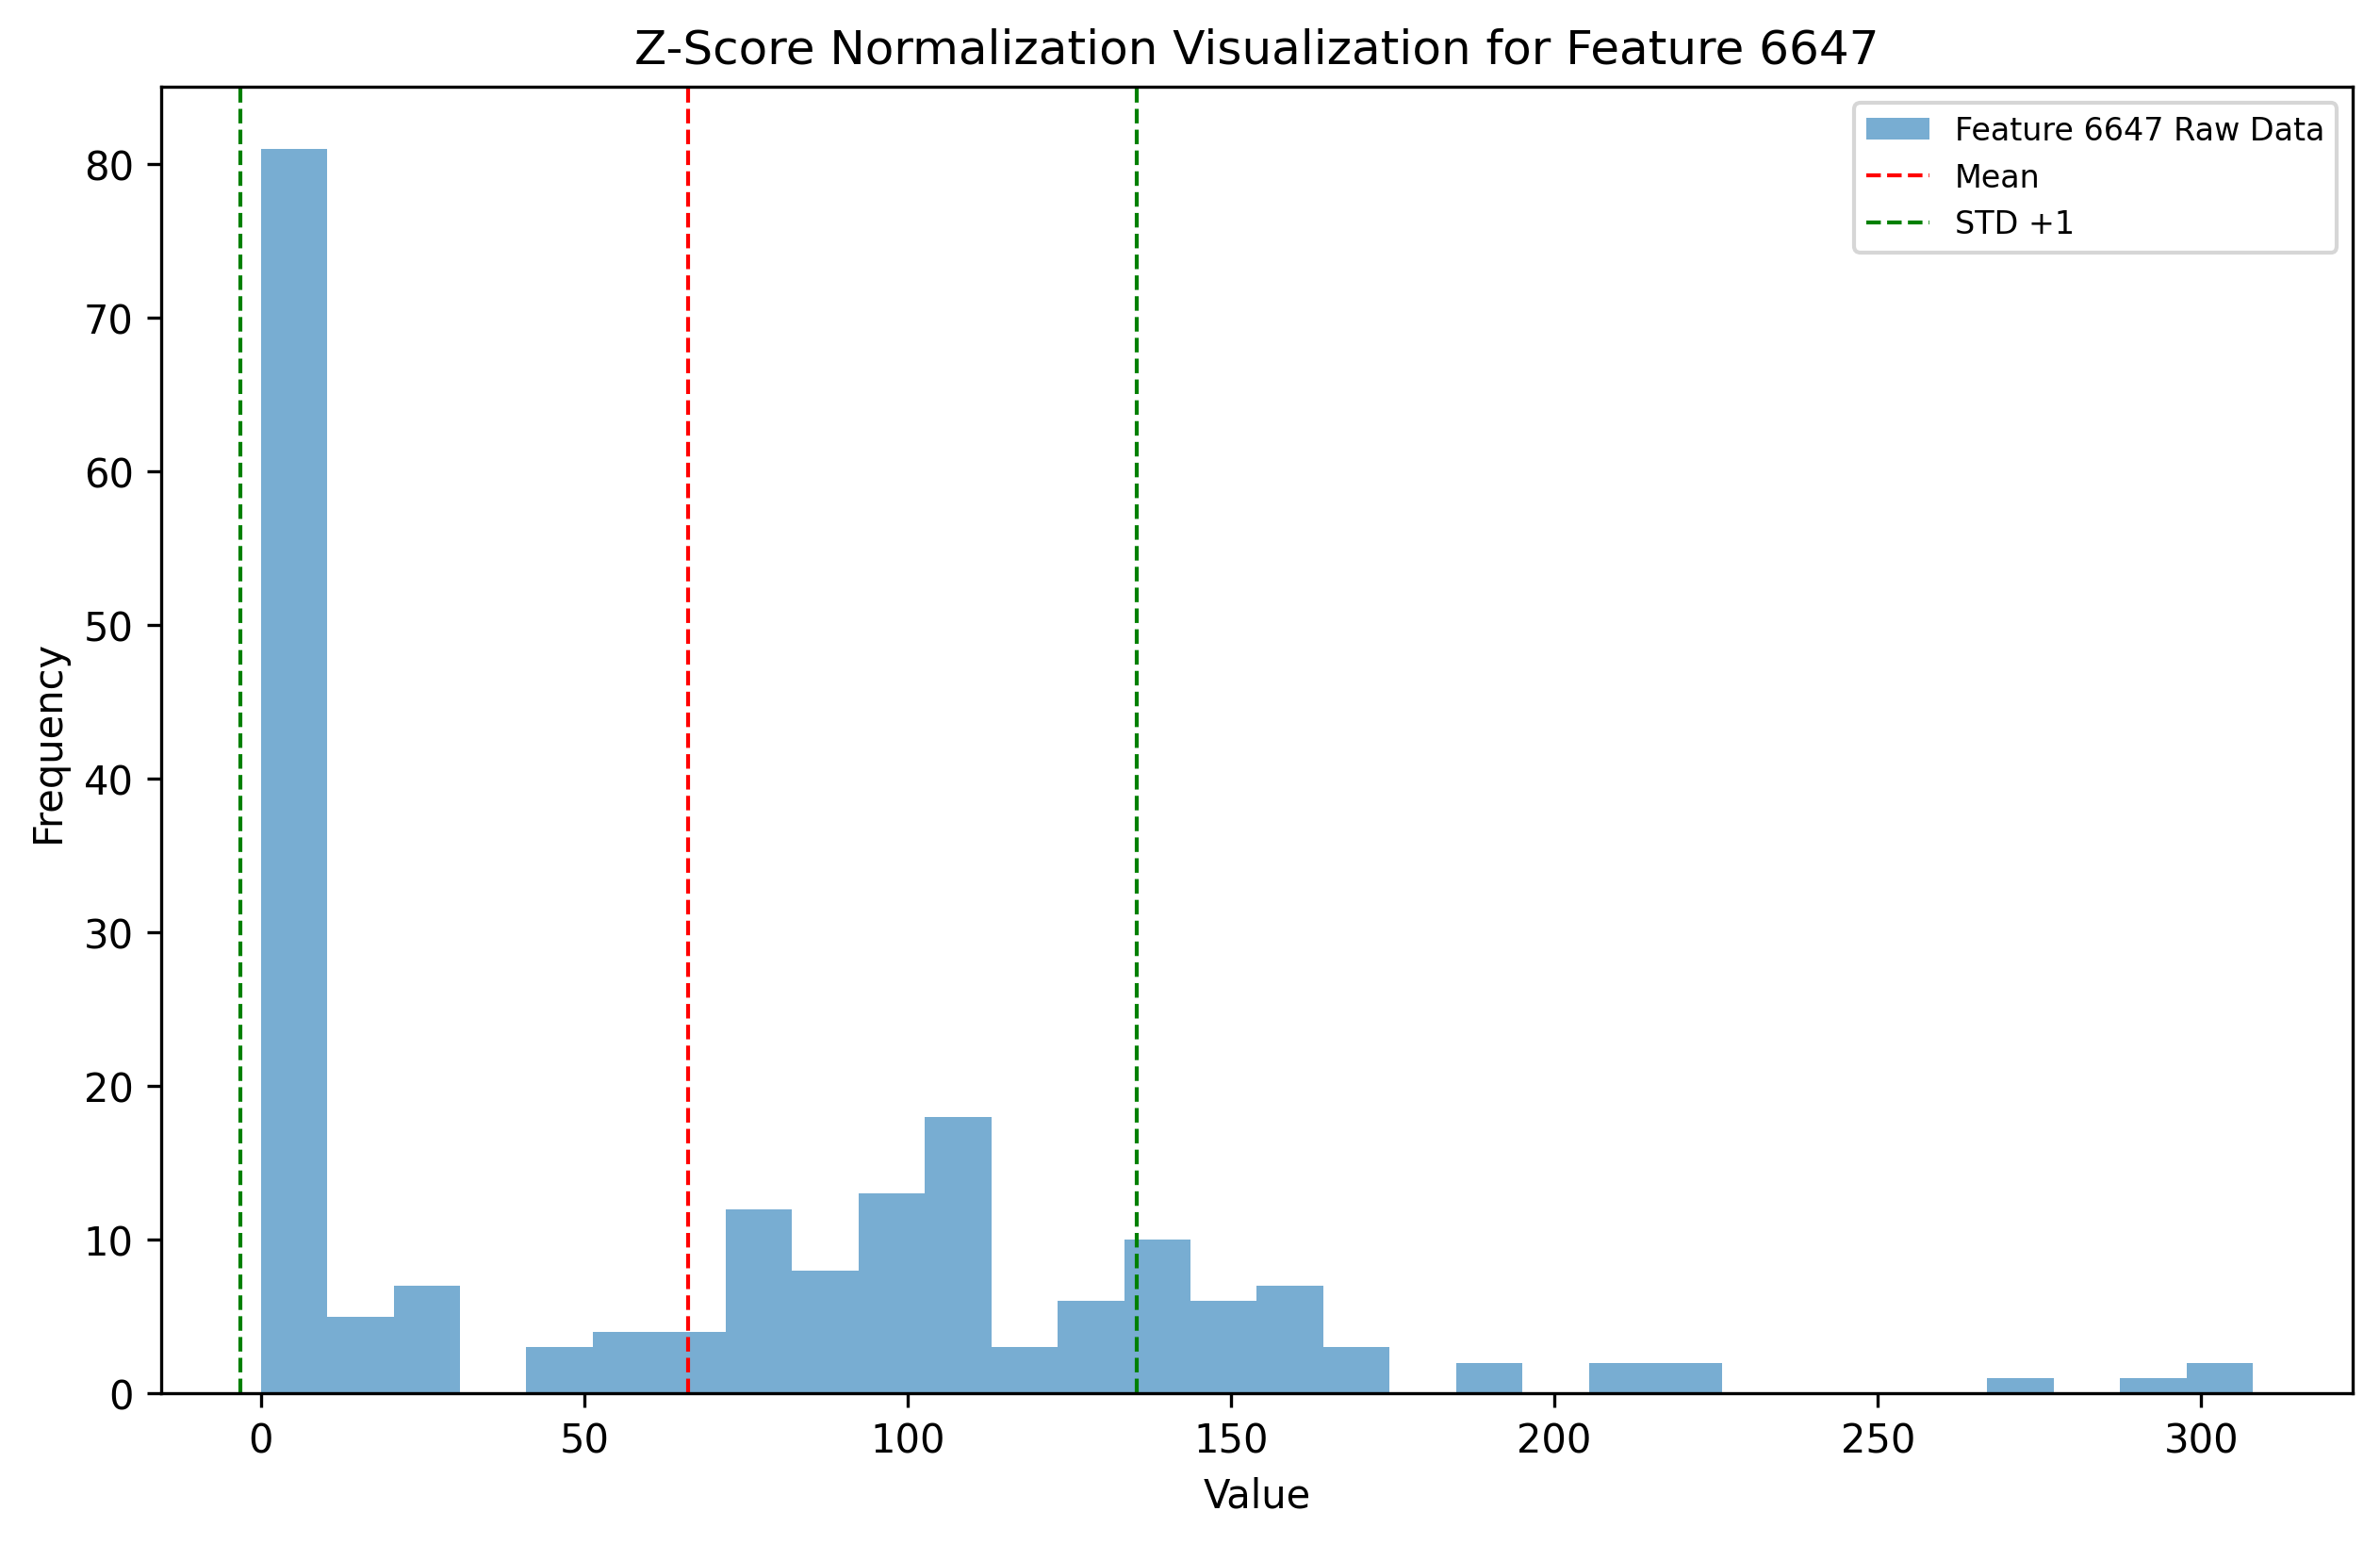 Z-Score Normalization Visualization for Feature 6647
Feature 6647 Raw Data
Mean
STD +1
80
70
60
50
40
30
20
10
0
Frequency
0 50 100 150 200 250 300
Value